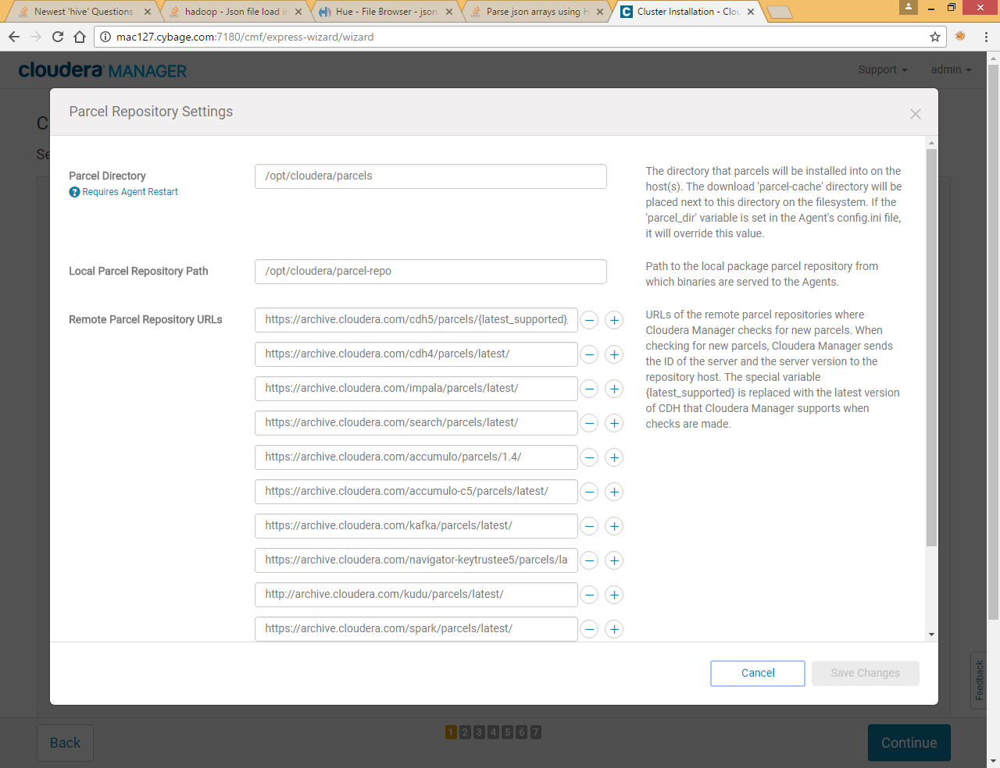 Newest 'hive' Questions
hadoop - Json file load in
Hue - File Browser - json.
Parse json arrays using H
Cluster Installation - Clou
mac127.cybage.com:7180/cmf/express-wizard/wizard
cloudera MANAGER
Support
admin
C
Se
Parcel Repository Settings
Parcel Directory
Requires Agent Restart
/opt/cloudera/parcels
The directory that parcels will be installed into on the
host(s). The download 'parcel-cache' directory will be
placed next to this directory on the filesystem. If the
'parcel_dir' variable is set in the Agent's config.ini file,
it will override this value.
Local Parcel Repository Path
/opt/cloudera/parcel-repo
Path to the local package parcel repository from
which binaries are served to the Agents.
Remote Parcel Repository URLs
https://archive.cloudera.com/cdh5/parcels/{latest_supported}.
https://archive.cloudera.com/cdh4/parcels/latest/
https://archive.cloudera.com/impala/parcels/latest/
https://archive.cloudera.com/search/parcels/latest/
https://archive.cloudera.com/accumulo/parcels/1.4/
https://archive.cloudera.com/accumulo-c5/parcels/latest/
https://archive.cloudera.com/kafka/parcels/latest/
https://archive.cloudera.com/navigator-keytrustee5/parcels/la
http://archive.cloudera.com/kudu/parcels/latest/
https://archive.cloudera.com/spark/parcels/latest/
URLs of the remote parcel repositories where
Cloudera Manager checks for new parcels. When
checking for new parcels, Cloudera Manager sends
the ID of the server and the server version to the
repository host. The special variable
{latest_supported} is replaced with the latest version
of CDH that Cloudera Manager supports when
checks are made.
Cancel
Save Changes
Feedback
Back
1 2 3 4 5 6 7
Continue